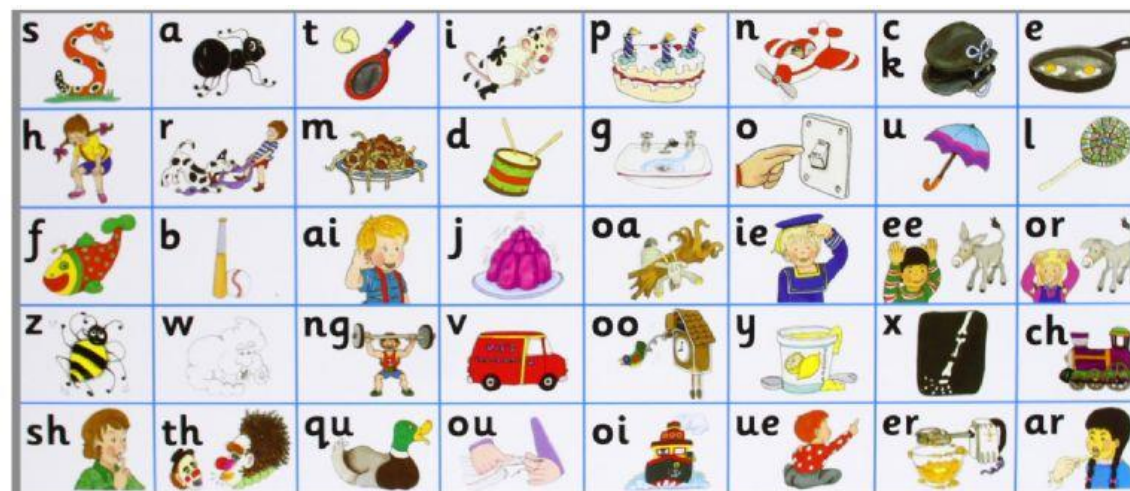 s a t i p n c k e
h r m d g o u l
f b ai j oa ie ee or
z w ng v oo y x ch
sh th qu ou oi ue er ar